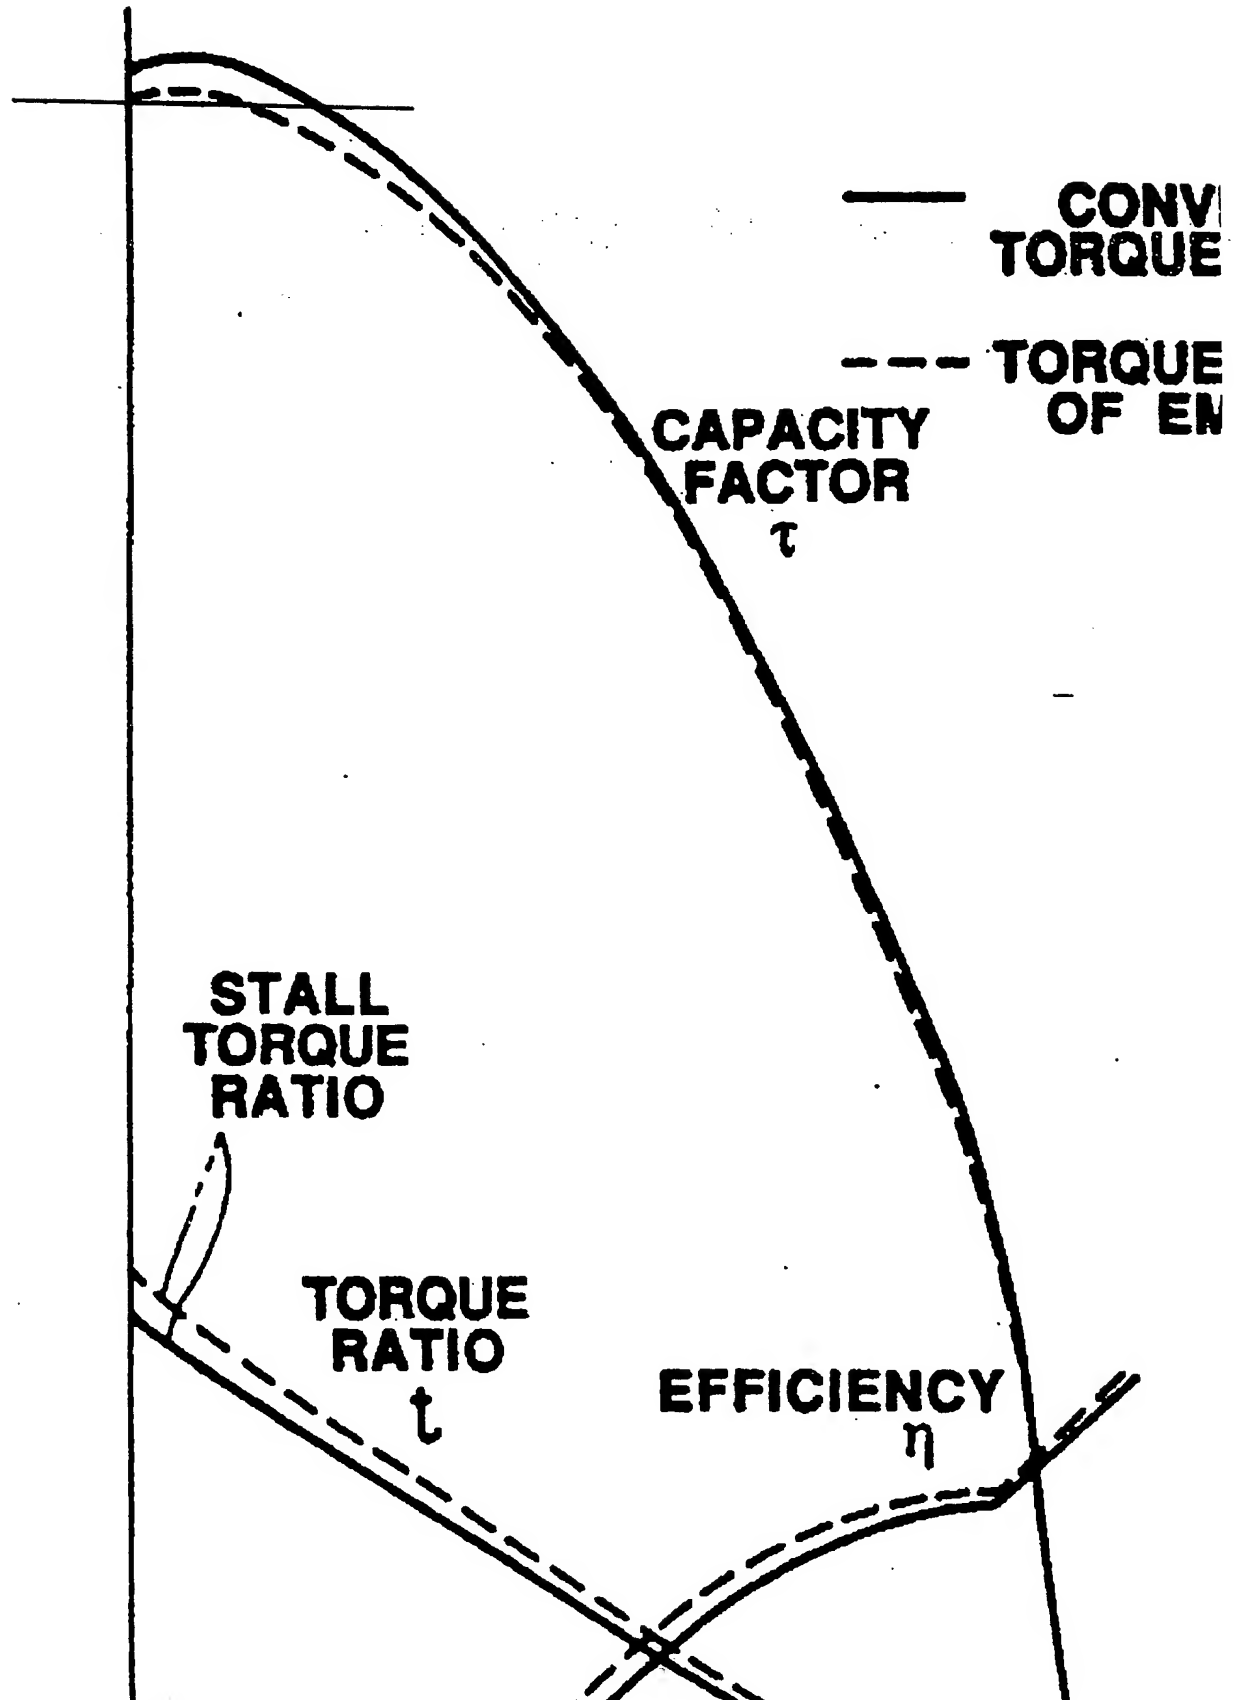 CONV
TORQUE
TORQUE
OF EM
CAPACITY
FACTOR
τ
STALL
TORQUE
RATIO
TORQUE
RATIO
t
EFFICIENCY
η